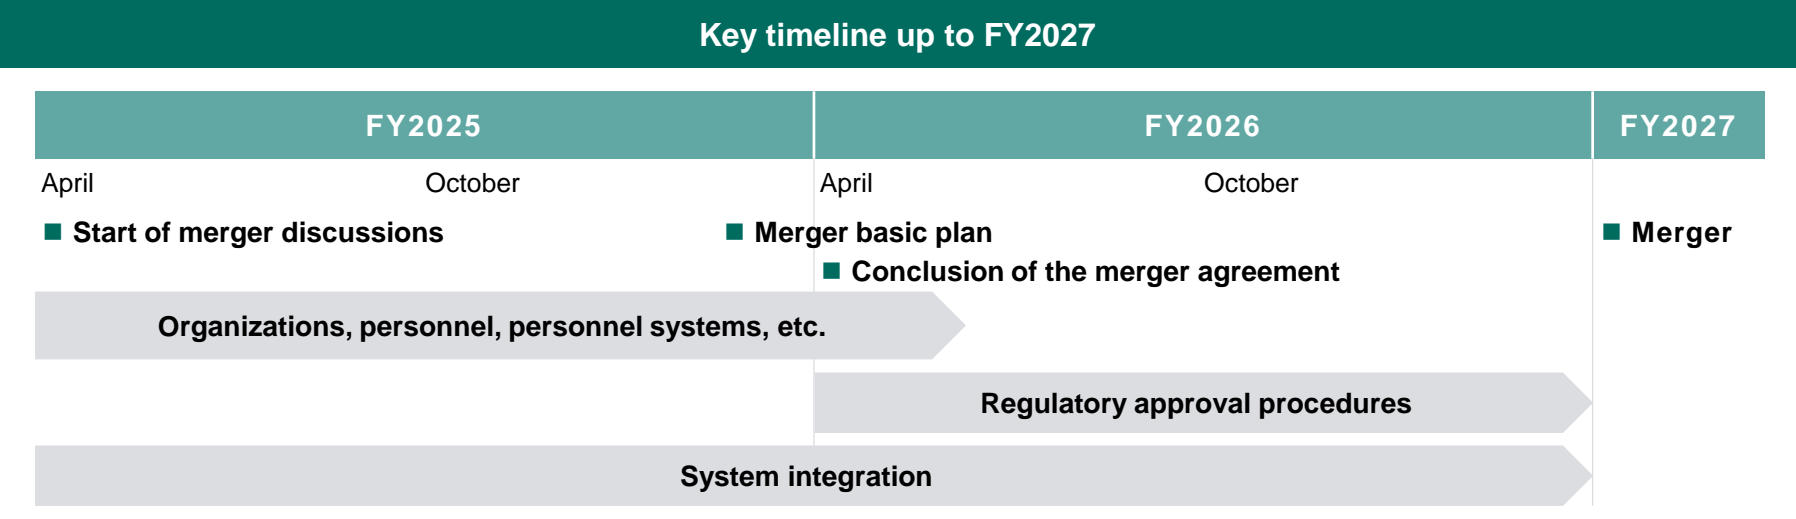 Key timeline up to FY2027
FY2025 FY2026 FY2027
April October April October
■ Start of merger discussions ■ Merger basic plan ■ Merger
■ Conclusion of the merger agreement
Organizations, personnel, personnel systems, etc.
Regulatory approval procedures
System integration